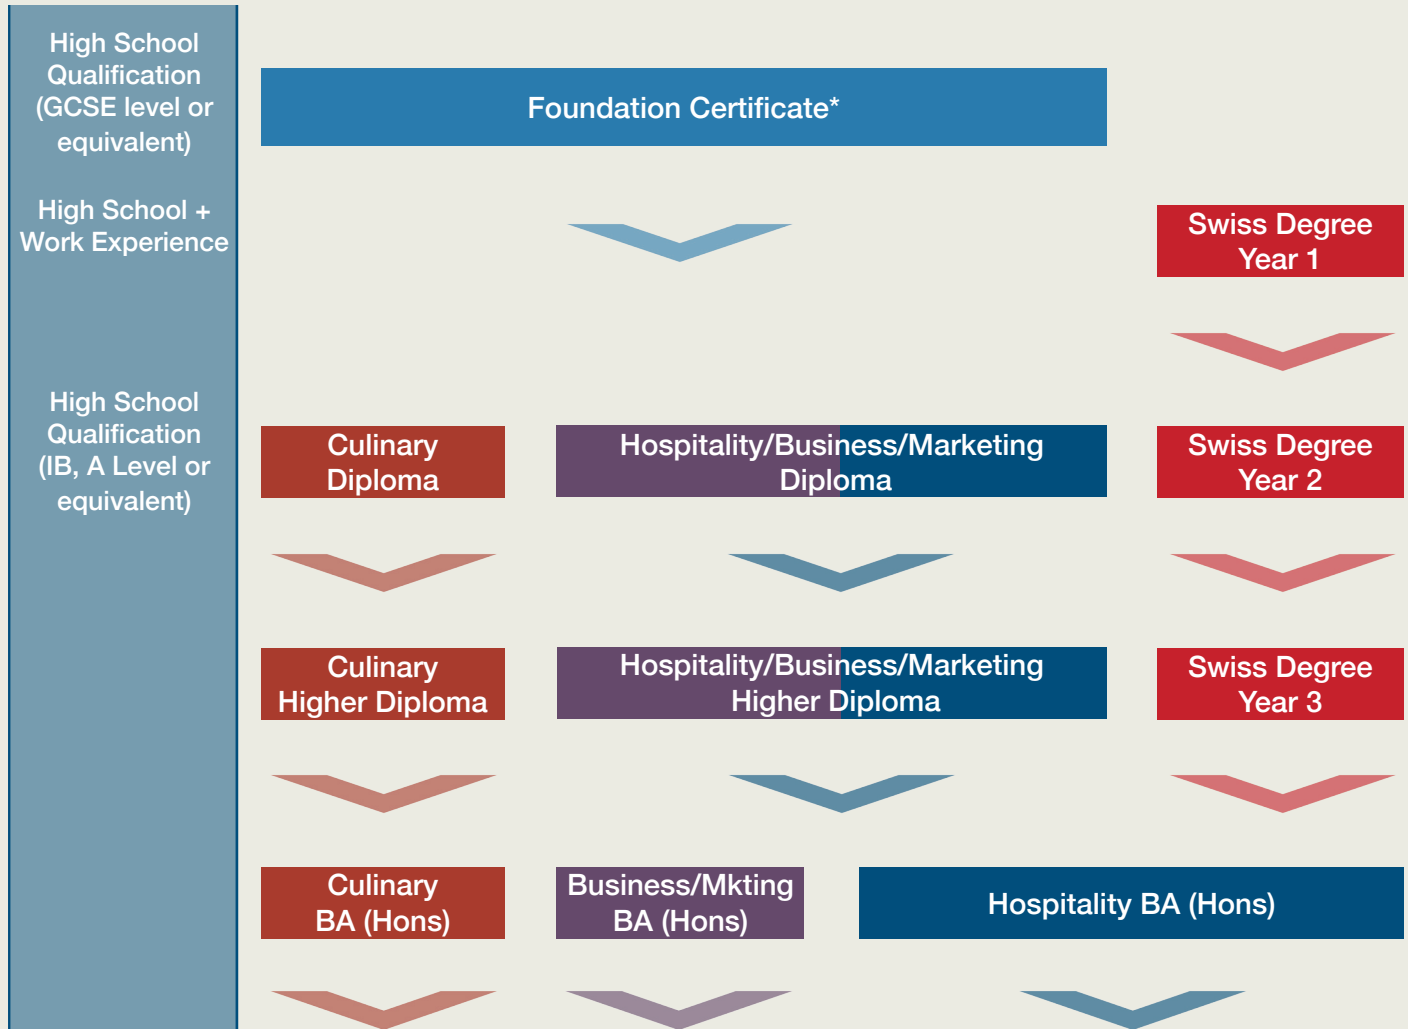 High School
Qualification
(GCSE level or
equivalent)
Foundation Certificate*
High School +
Work Experience
Swiss Degree
Year 1
High School
Qualification
(IB, A Level or
equivalent)
Culinary
Diploma
Hospitality/Business/Marketing
Diploma
Swiss Degree
Year 2
Culinary
Higher Diploma
Hospitality/Business/Marketing
Higher Diploma
Swiss Degree
Year 3
Culinary
BA (Hons)
Business/Mkting
BA (Hons)
Hospitality BA (Hons)